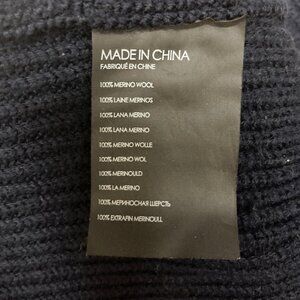 MADE IN CHINA
FABRIQUÉ EN CHINE
100% MERINO WOOL
100% LAINE MERINOS
100% LANA MERINO
100% LANA MERINO
100% MERINO WOLLE
100% MERINO WOL
100% MERINOULD
100% LA MERINO
100% МЕРИНОСНАЯ ШЕРСТЬ
100% EXTRAFIN MERINOULL